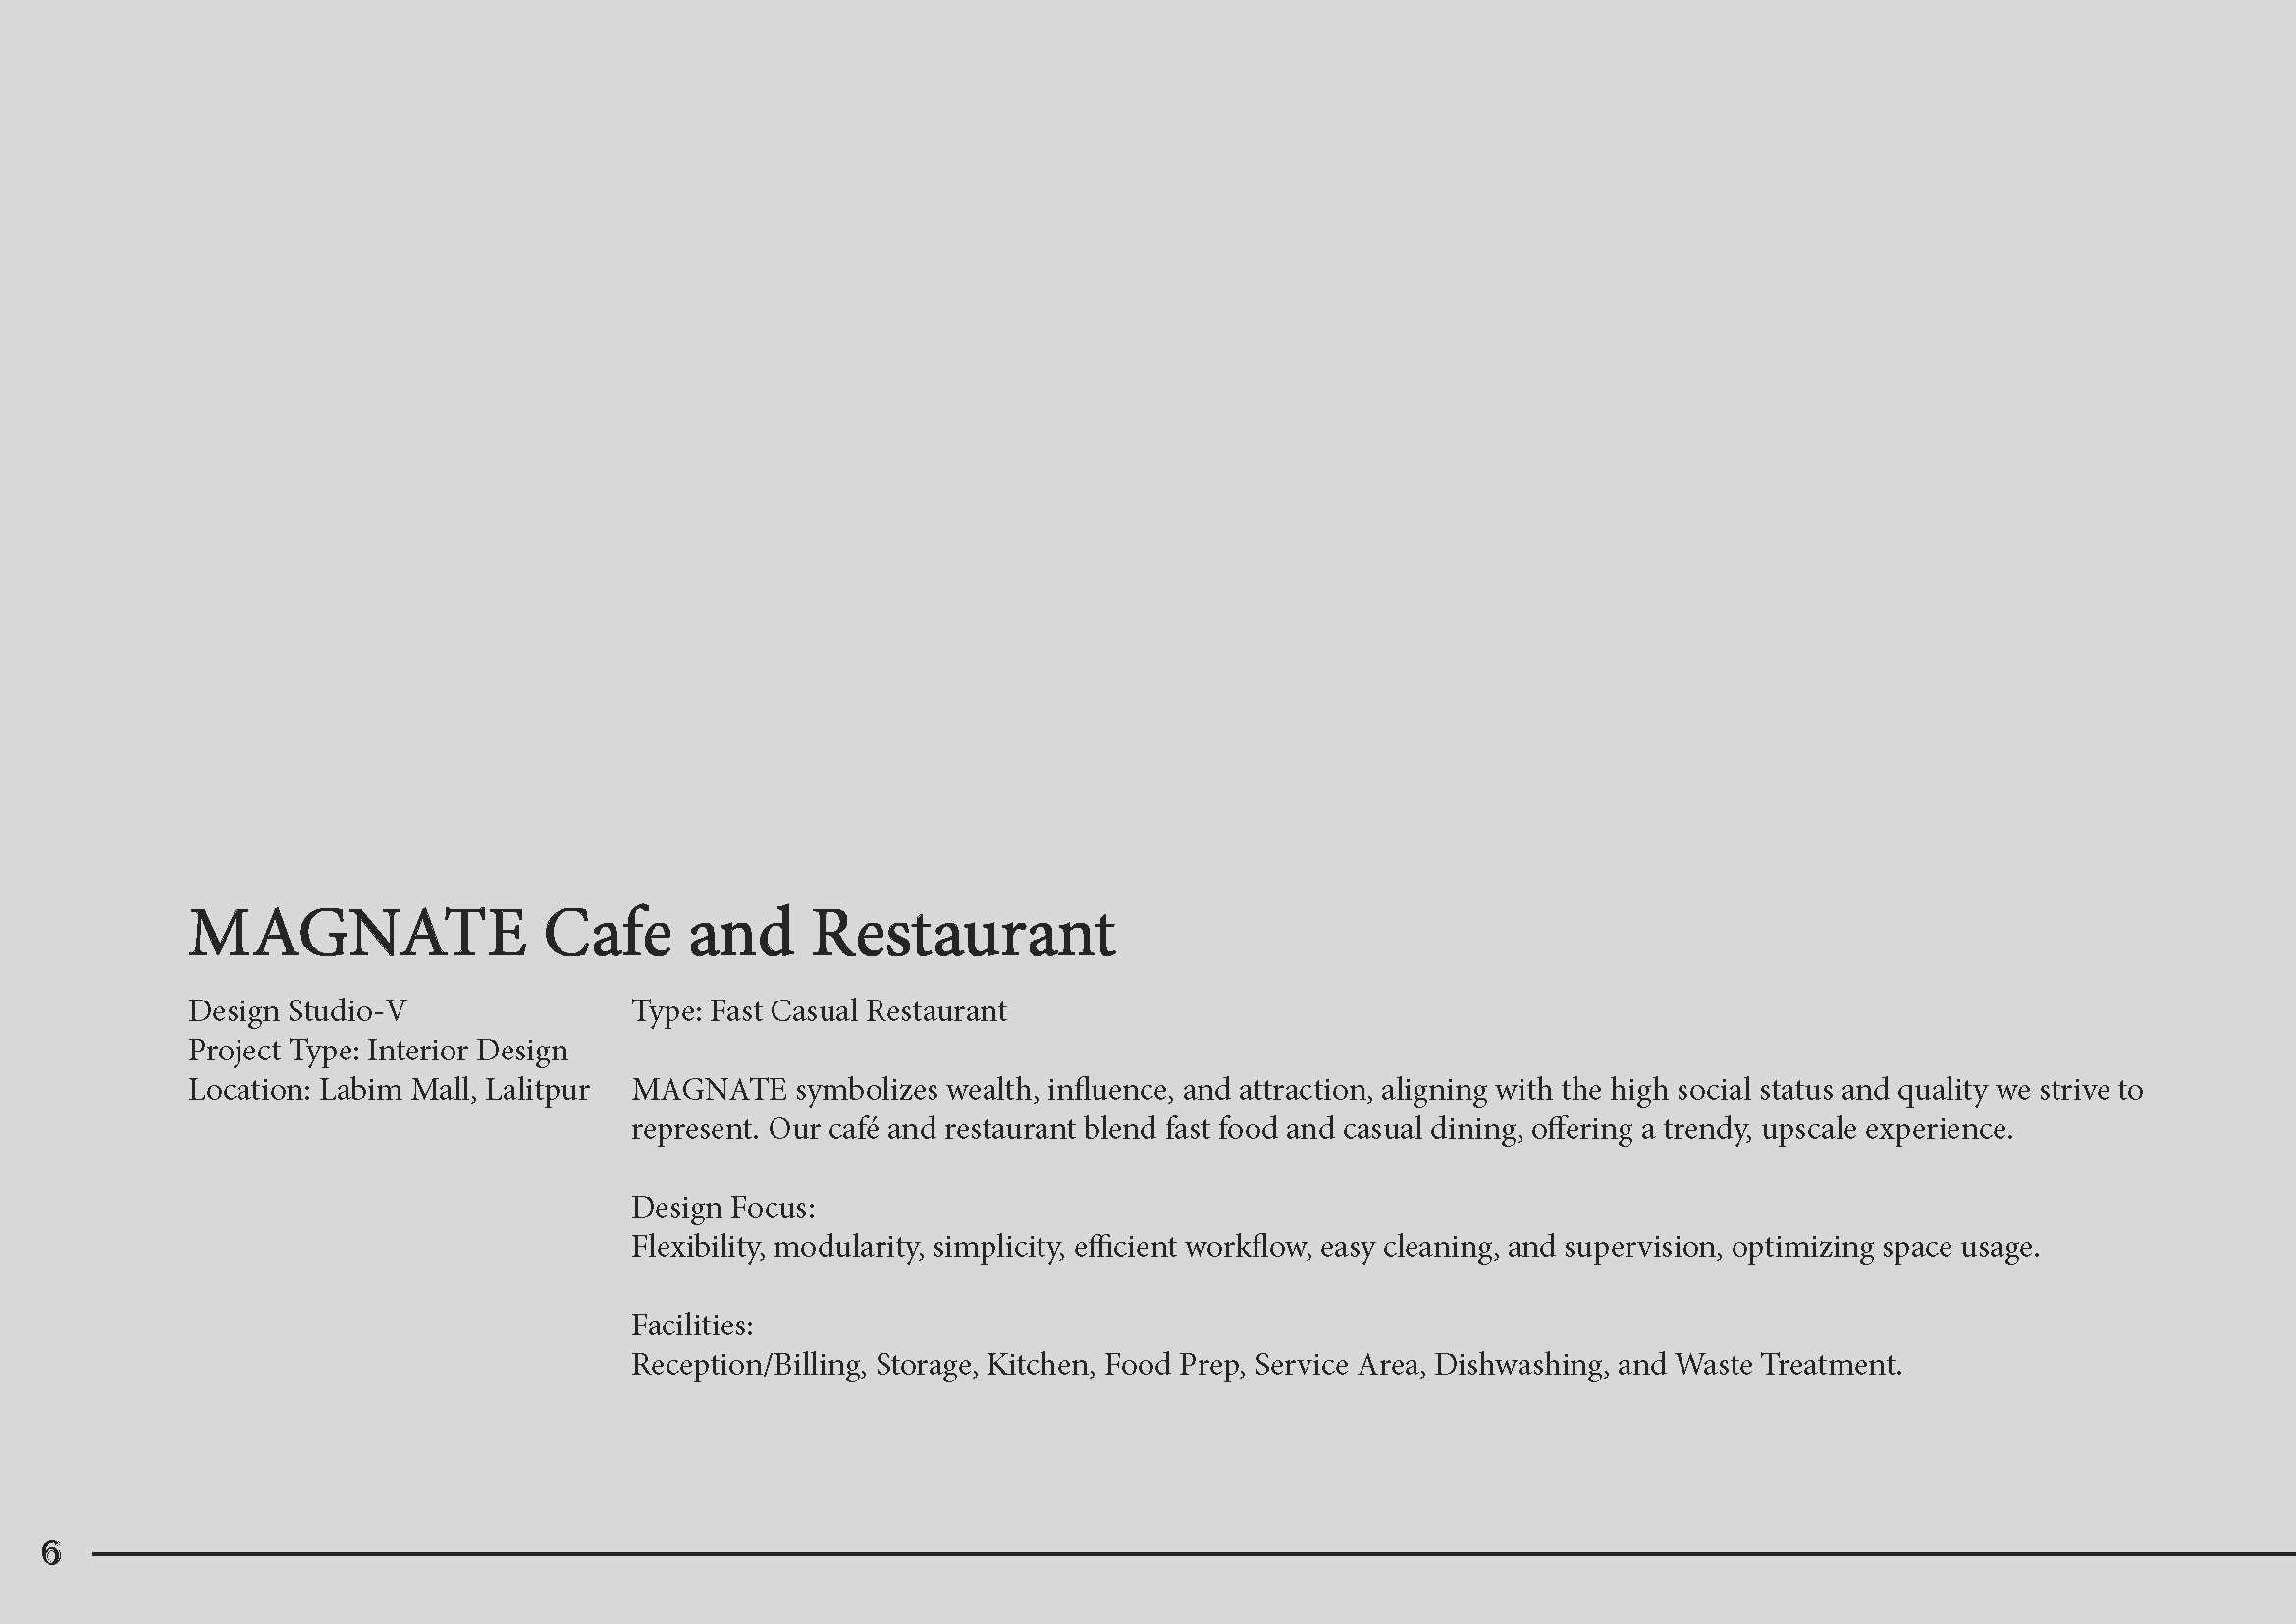 MAGNATE Cafe and Restaurant
Design Studio-V
Project Type: Interior Design
Location: Labim Mall, Lalitpur
Type: Fast Casual Restaurant
MAGNATE symbolizes wealth, influence, and attraction, aligning with the high social status and quality we strive to
represent. Our café and restaurant blend fast food and casual dining, offering a trendy, upscale experience.
Design Focus:
Flexibility, modularity, simplicity, efficient workflow, easy cleaning, and supervision, optimizing space usage.
Facilities:
Reception/Billing, Storage, Kitchen, Food Prep, Service Area, Dishwashing, and Waste Treatment.
6